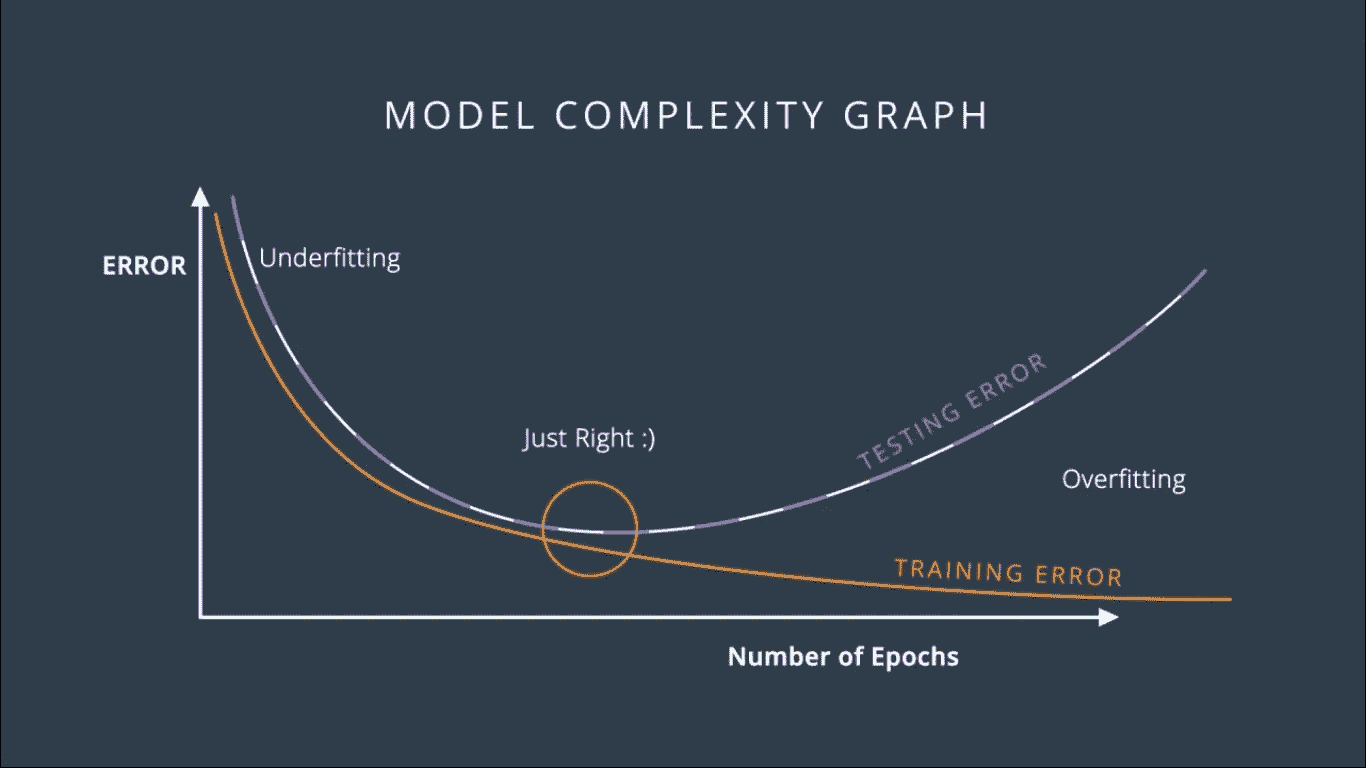 MODEL COMPLEXITY GRAPH
ERROR
Underfitting
Just Right :)
TESTING ERROR
Overfitting
TRAINING ERROR
Number of Epochs